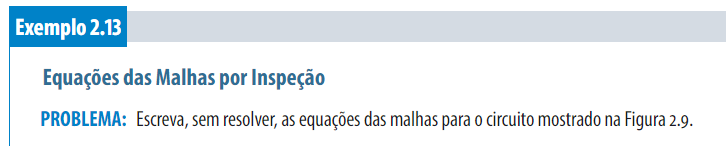 Exemplo 2.13
Equações das Malhas por Inspeção
PROBLEMA: Escreva, sem resolver, as equações das malhas para o circuito mostrado na Figura 2.9.